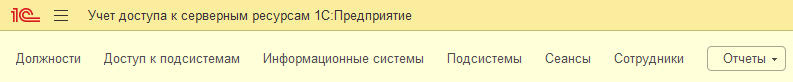 1С Учет доступа к серверным ресурсам 1С:Предприятие
Должности Доступ к подсистемам Информационные системы Подсистемы Сеансы Сотрудники Отчеты